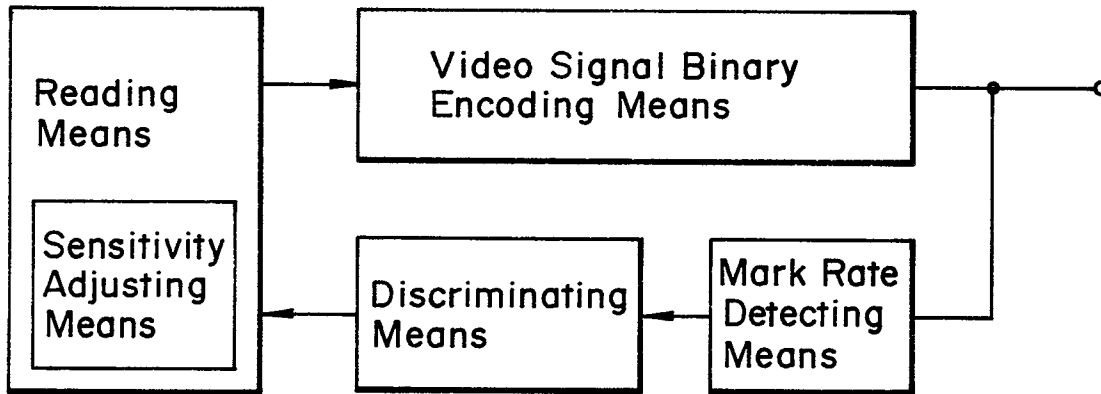 Reading
Means
Sensitivity
Adjusting
Means
Video Signal Binary
Encoding Means
Discriminating
Means
Mark Rate
Detecting
Means